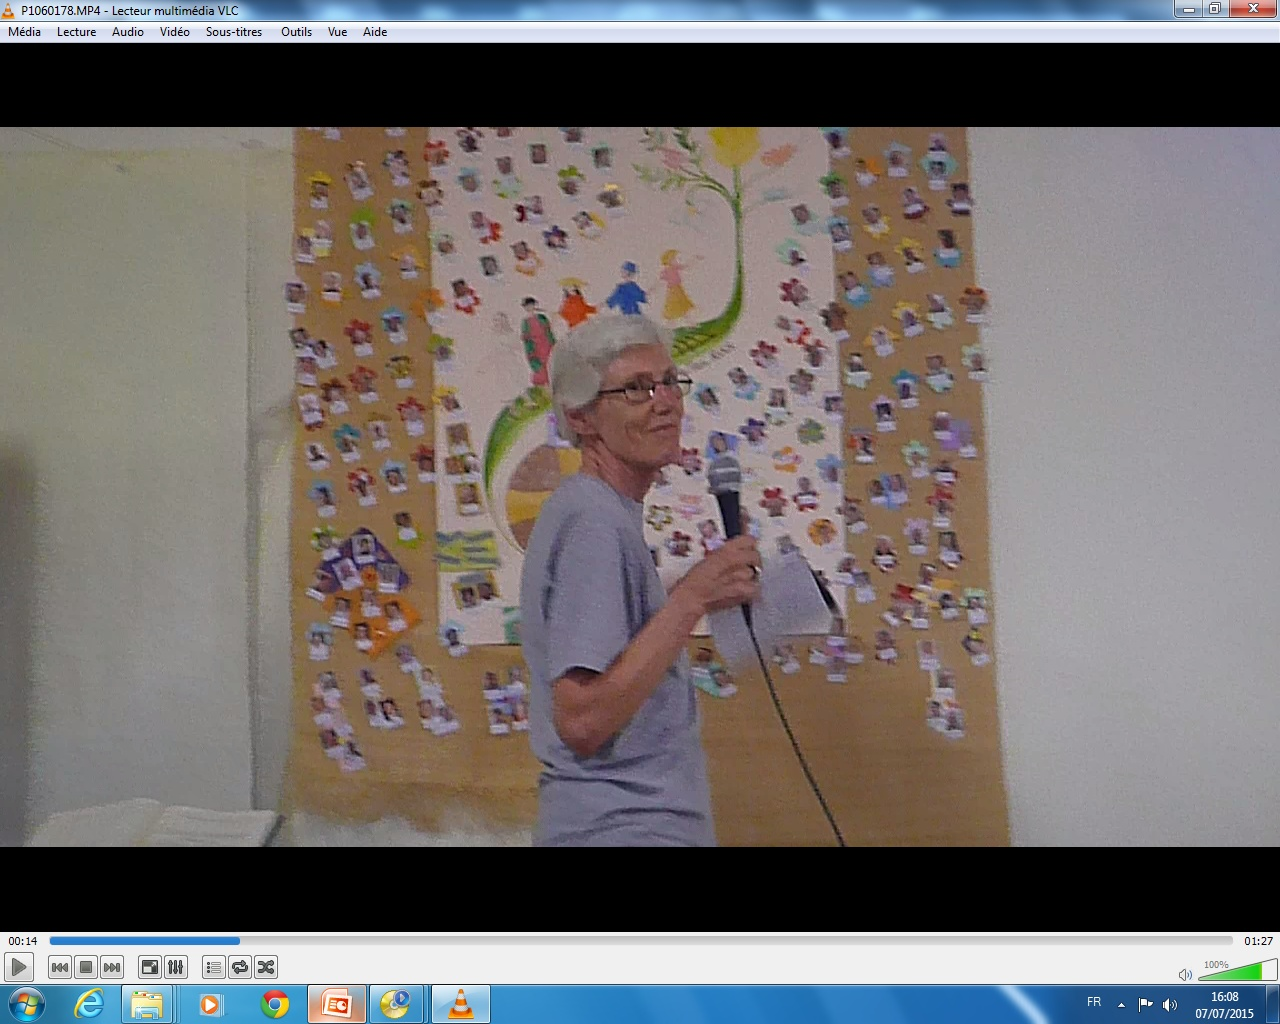 P1060178.MP4 - Lecteur multimédia VLC
Média Lecture Audio Vidéo Sous-titres Outils Vue Aide
00:14 01:27
100%
FR 16:08
07/07/2015